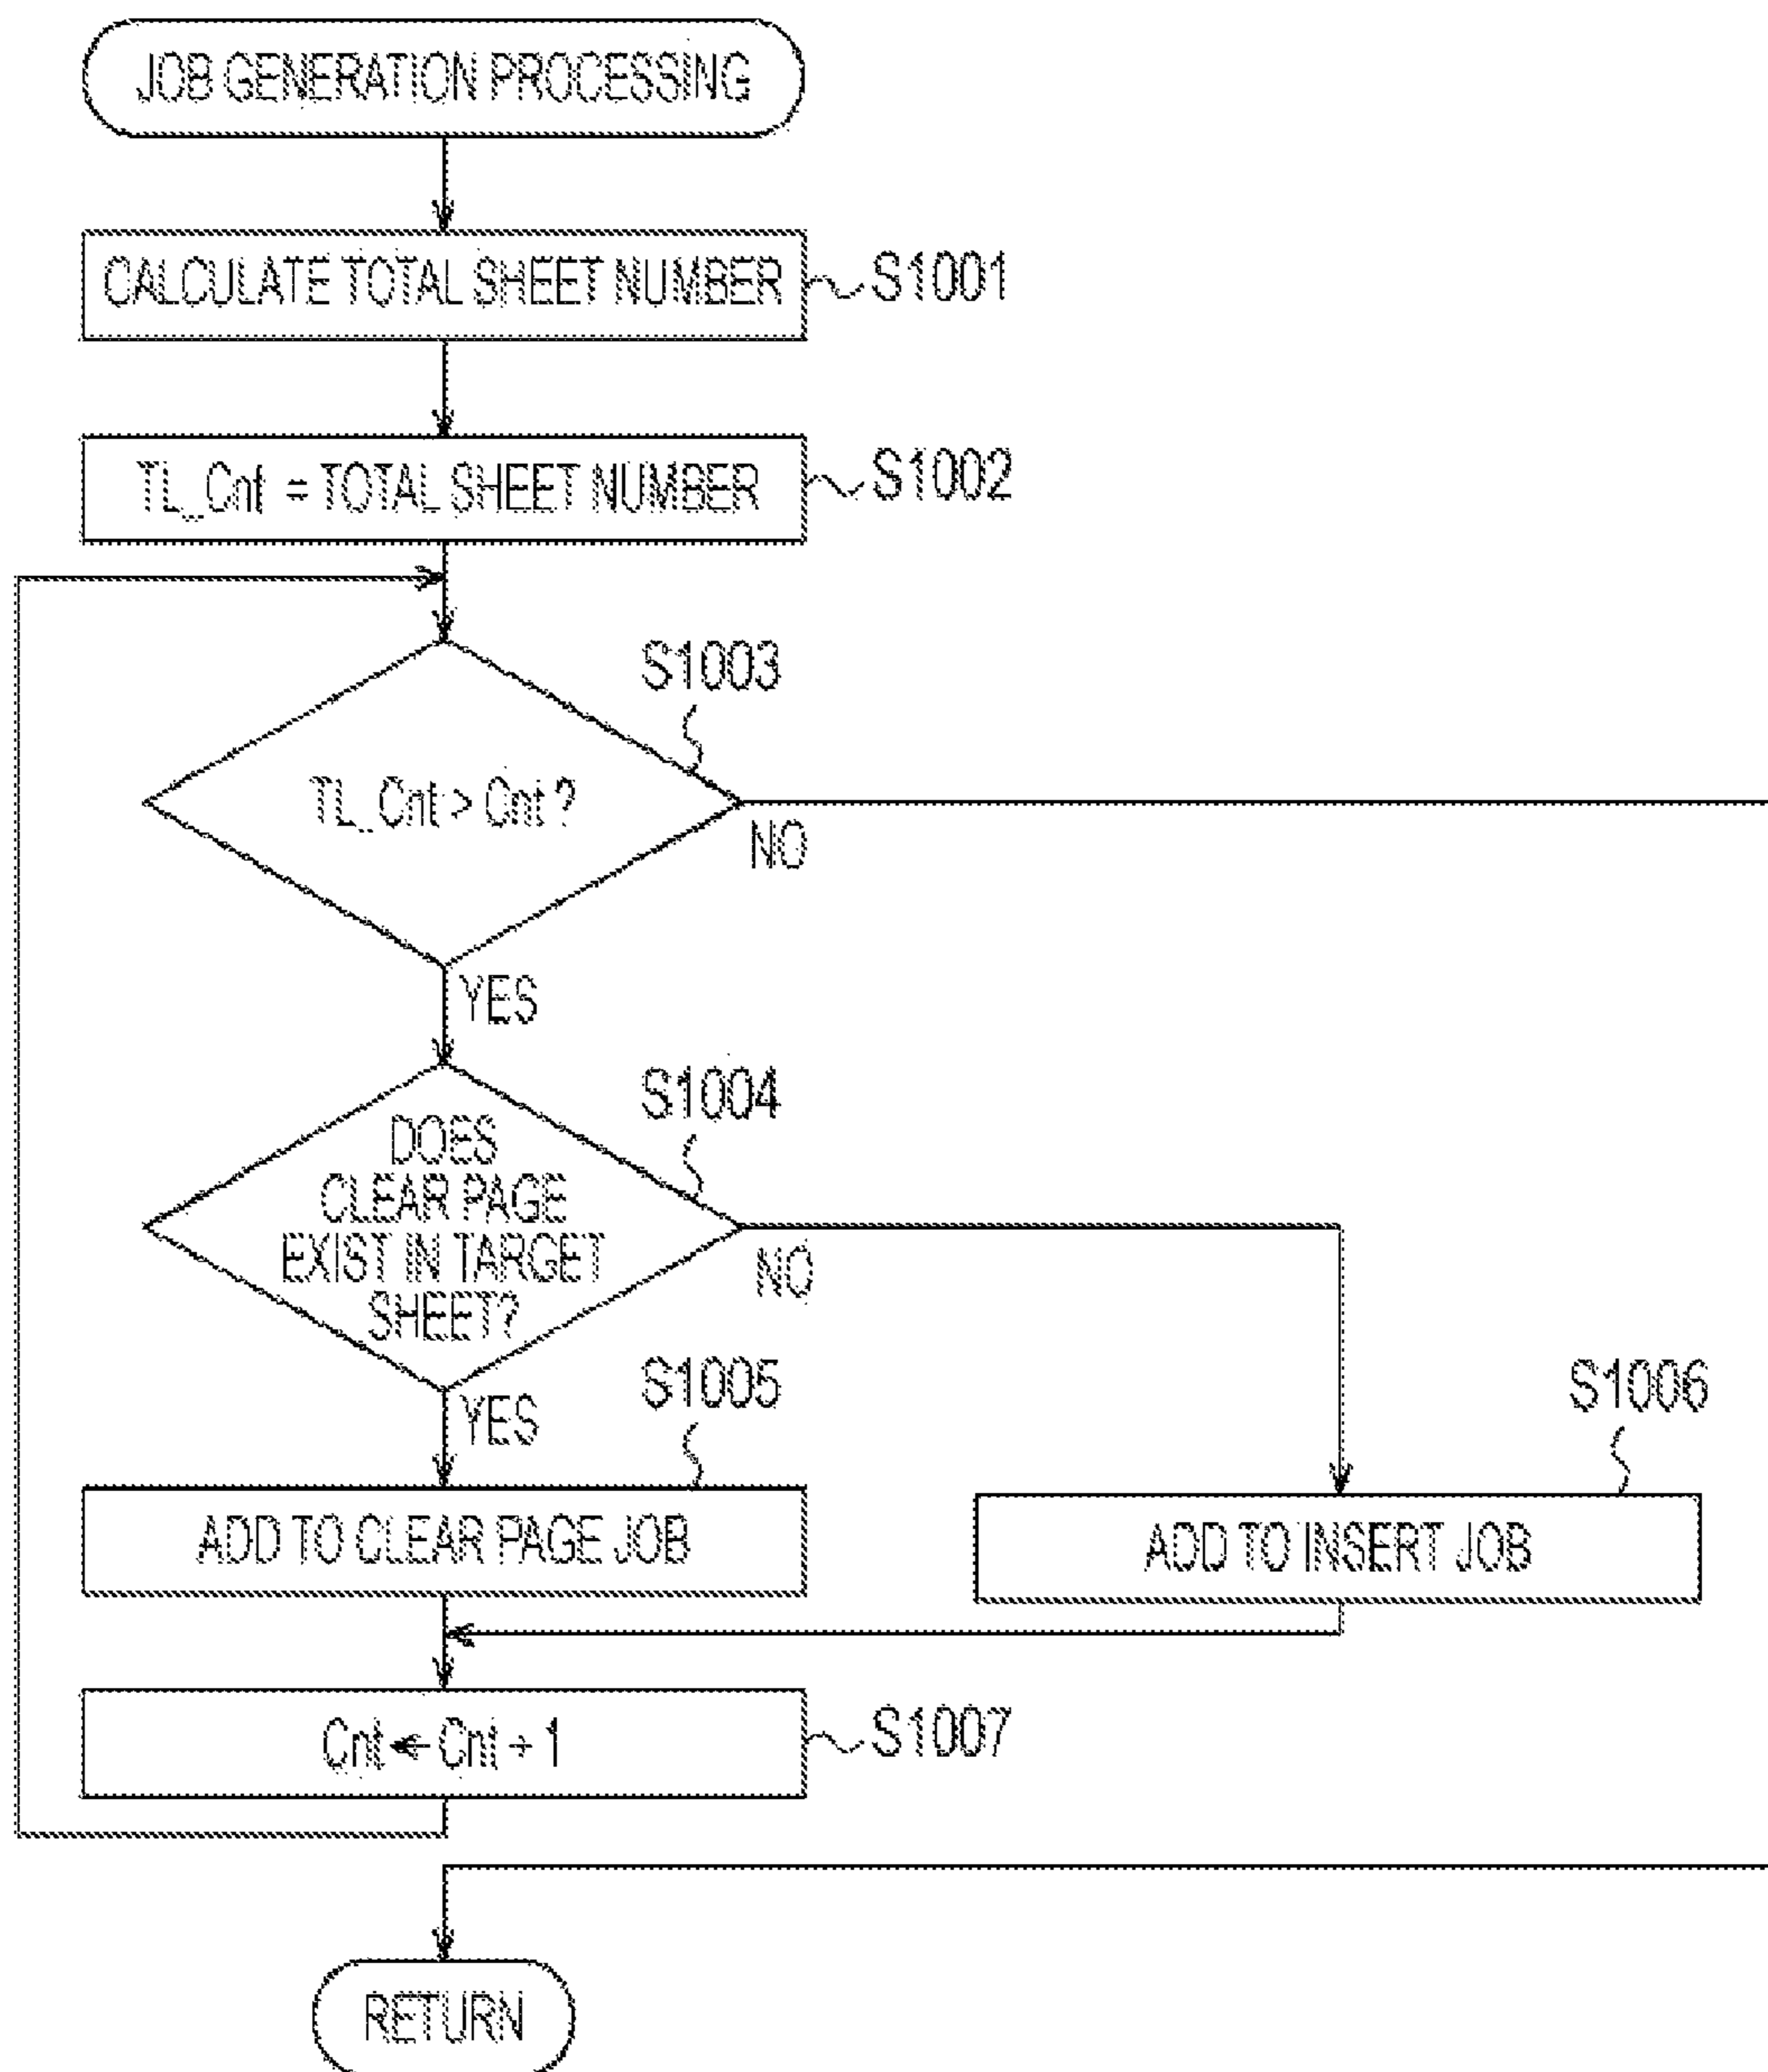 JOB GENERATION PROCESSING
CALCULATE TOTAL SHEET NUMBER
S1001
TL_Cnt = TOTAL SHEET NUMBER
S1002
S1003
TL_Cnt > Cnt ?
NO
YES
S1004
DOES
CLEAR PAGE
EXIST IN TARGET
SHEET?
NO
YES
S1005
S1006
ADD TO CLEAR PAGE JOB
ADD TO INSERT JOB
Cnt ← Cnt + 1
S1007
RETURN